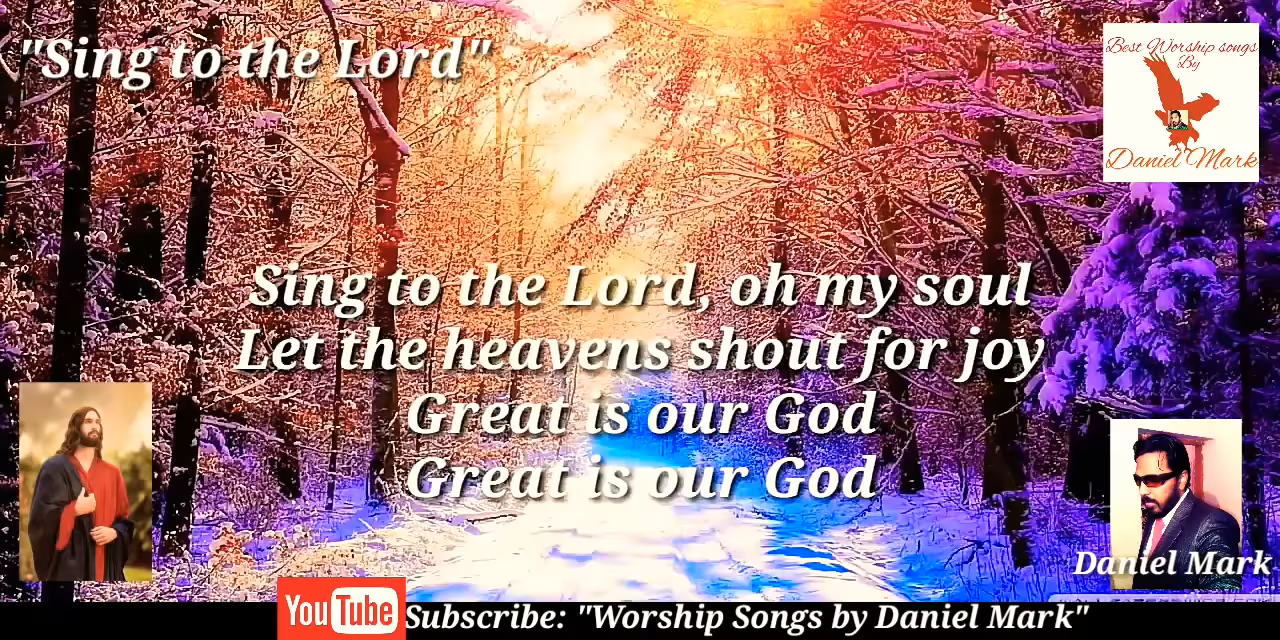 "Sing to the Lord"
Best Worship songs
By
Daniel Mark
Sing to the Lord, oh my soul
Let the heavens shout for joy
Great is our God
Great is our God
Daniel Mark
YouTube
Subscribe: "Worship Songs by Daniel Mark"